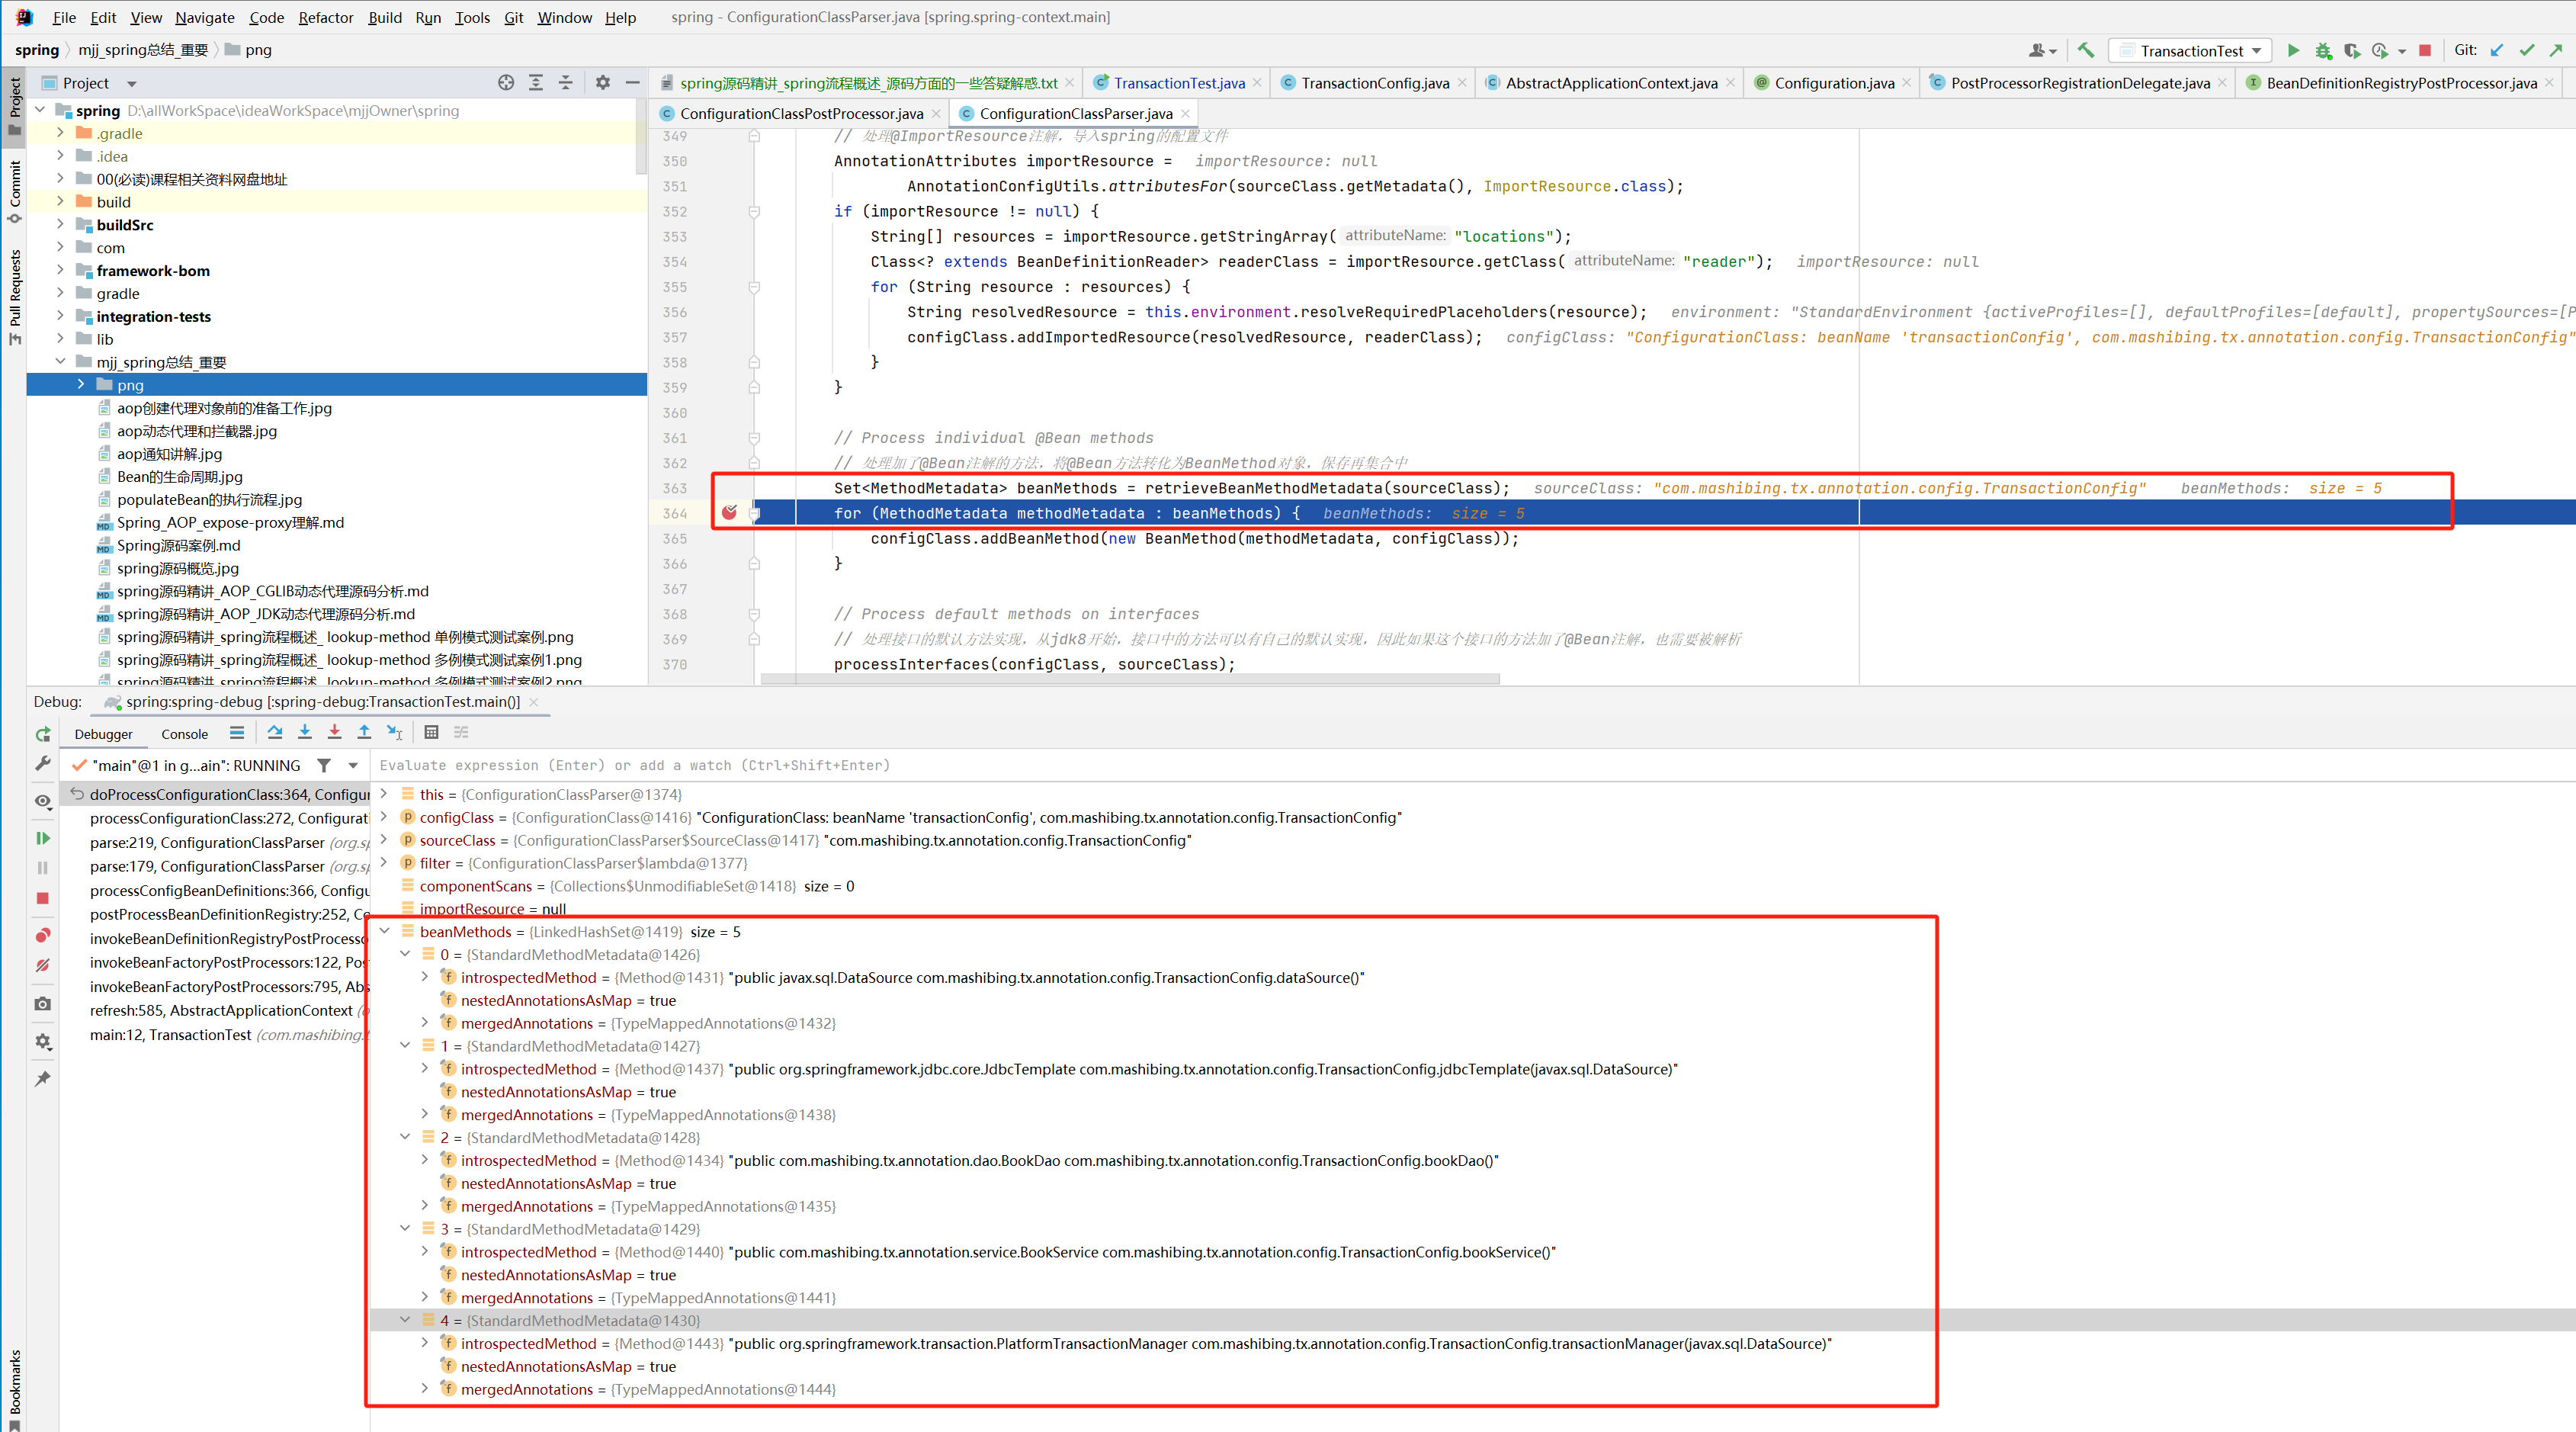 File Edit View Navigate Code Refactor Build Run Tools Git Window Help spring - ConfigurationClassParser.java [spring.spring-context.main]
spring mjj_spring总结_重要 png TransactionTest Git:
Project
Commit
Pull Requests
Bookmarks
Project
spring D:\allWorkSpace\ideaWorkSpace\mjjOwner\spring
.gradle
.idea
00(必读)课程相关资料网盘地址
build
buildSrc
com
framework-bom
gradle
integration-tests
lib
mjj_spring总结_重要
png
aop创建代理对象前的准备工作.jpg
aop动态代理和拦截器.jpg
aop通知讲解.jpg
Bean的生命周期.jpg
populateBean的执行流程.jpg
Spring_AOP_expose-proxy理解.md
Spring源码案例.md
spring源码概览.jpg
spring源码精讲_AOP_CGLIB动态代理源码分析.md
spring源码精讲_AOP_JDK动态代理源码分析.md
spring源码精讲_spring流程概述_ lookup-method 单例模式测试案例.png
spring源码精讲_spring流程概述_ lookup-method 多例模式测试案例1.png
spring源码精讲_spring流程概述_ lookup-method 多例模式测试案例2.png
spring源码精讲_spring流程概述_源码方面的一些答疑解惑.txt TransactionTest.java TransactionConfig.java AbstractApplicationContext.java Configuration.java PostProcessorRegistrationDelegate.java BeanDefinitionRegistryPostProcessor.java
ConfigurationClassPostProcessor.java ConfigurationClassParser.java
349 // 处理@ImportResource注解，导入spring的配置文件
350 AnnotationAttributes importResource = importResource: null
351 AnnotationConfigUtils.attributesFor(sourceClass.getMetadata(), ImportResource.class);
352 if (importResource != null) {
353 String[] resources = importResource.getStringArray( attributeName: "locations");
354 Class<? extends BeanDefinitionReader> readerClass = importResource.getClass( attributeName: "reader"); importResource: null
355 for (String resource : resources) {
356 String resolvedResource = this.environment.resolveRequiredPlaceholders(resource); environment: "StandardEnvironment {activeProfiles=[], defaultProfiles=[default], propertySources=[P
357 configClass.addImportedResource(resolvedResource, readerClass); configClass: "ConfigurationClass: beanName 'transactionConfig', com.mashibing.tx.annotation.config.TransactionConfig"
358 }
359 }
360
361 // Process individual @Bean methods
362 // 处理加了@Bean注解的方法，将@Bean方法转化为BeanMethod对象，保存再集合中
363 Set<MethodMetadata> beanMethods = retrieveBeanMethodMetadata(sourceClass); sourceClass: "com.mashibing.tx.annotation.config.TransactionConfig" beanMethods: size = 5
364 for (MethodMetadata methodMetadata : beanMethods) { beanMethods: size = 5
365 configClass.addBeanMethod(new BeanMethod(methodMetadata, configClass));
366 }
367
368 // Process default methods on interfaces
369 // 处理接口的默认方法实现，从jdk8开始，接口中的方法可以有自己的默认实现，因此如果这个接口的方法加了@Bean注解，也需要被解析
370 processInterfaces(configClass, sourceClass);
Debug: spring:spring-debug [:spring-debug:TransactionTest.main()]
Debugger Console
"main"@1 in g...ain": RUNNING
Evaluate expression (Enter) or add a watch (Ctrl+Shift+Enter)
doProcessConfigurationClass:364, Configur
processConfigurationClass:272, Configurati
parse:219, ConfigurationClassParser (org.sp
parse:179, ConfigurationClassParser (org.sp
processConfigBeanDefinitions:366, Configu
postProcessBeanDefinitionRegistry:252, Co
invokeBeanDefinitionRegistryPostProcesso
invokeBeanFactoryPostProcessors:122, Pos
invokeBeanFactoryPostProcessors:795, Abs
refresh:585, AbstractApplicationContext (o
main:12, TransactionTest (com.mashibing.
this = {ConfigurationClassParser@1374}
configClass = {ConfigurationClass@1416} "ConfigurationClass: beanName 'transactionConfig', com.mashibing.tx.annotation.config.TransactionConfig"
sourceClass = {ConfigurationClassParser$SourceClass@1417} "com.mashibing.tx.annotation.config.TransactionConfig"
filter = {ConfigurationClassParser$lambda@1377}
componentScans = {Collections$UnmodifiableSet@1418} size = 0
importResource = null
beanMethods = {LinkedHashSet@1419} size = 5
0 = {StandardMethodMetadata@1426}
introspectedMethod = {Method@1431} "public javax.sql.DataSource com.mashibing.tx.annotation.config.TransactionConfig.dataSource()"
nestedAnnotationsAsMap = true
mergedAnnotations = {TypeMappedAnnotations@1432}
1 = {StandardMethodMetadata@1427}
introspectedMethod = {Method@1437} "public org.springframework.jdbc.core.JdbcTemplate com.mashibing.tx.annotation.config.TransactionConfig.jdbcTemplate(javax.sql.DataSource)"
nestedAnnotationsAsMap = true
mergedAnnotations = {TypeMappedAnnotations@1438}
2 = {StandardMethodMetadata@1428}
introspectedMethod = {Method@1434} "public com.mashibing.tx.annotation.dao.BookDao com.mashibing.tx.annotation.config.TransactionConfig.bookDao()"
nestedAnnotationsAsMap = true
mergedAnnotations = {TypeMappedAnnotations@1435}
3 = {StandardMethodMetadata@1429}
introspectedMethod = {Method@1440} "public com.mashibing.tx.annotation.service.BookService com.mashibing.tx.annotation.config.TransactionConfig.bookService()"
nestedAnnotationsAsMap = true
mergedAnnotations = {TypeMappedAnnotations@1441}
4 = {StandardMethodMetadata@1430}
introspectedMethod = {Method@1443} "public org.springframework.transaction.PlatformTransactionManager com.mashibing.tx.annotation.config.TransactionConfig.transactionManager(javax.sql.DataSource)"
nestedAnnotationsAsMap = true
mergedAnnotations = {TypeMappedAnnotations@1444}